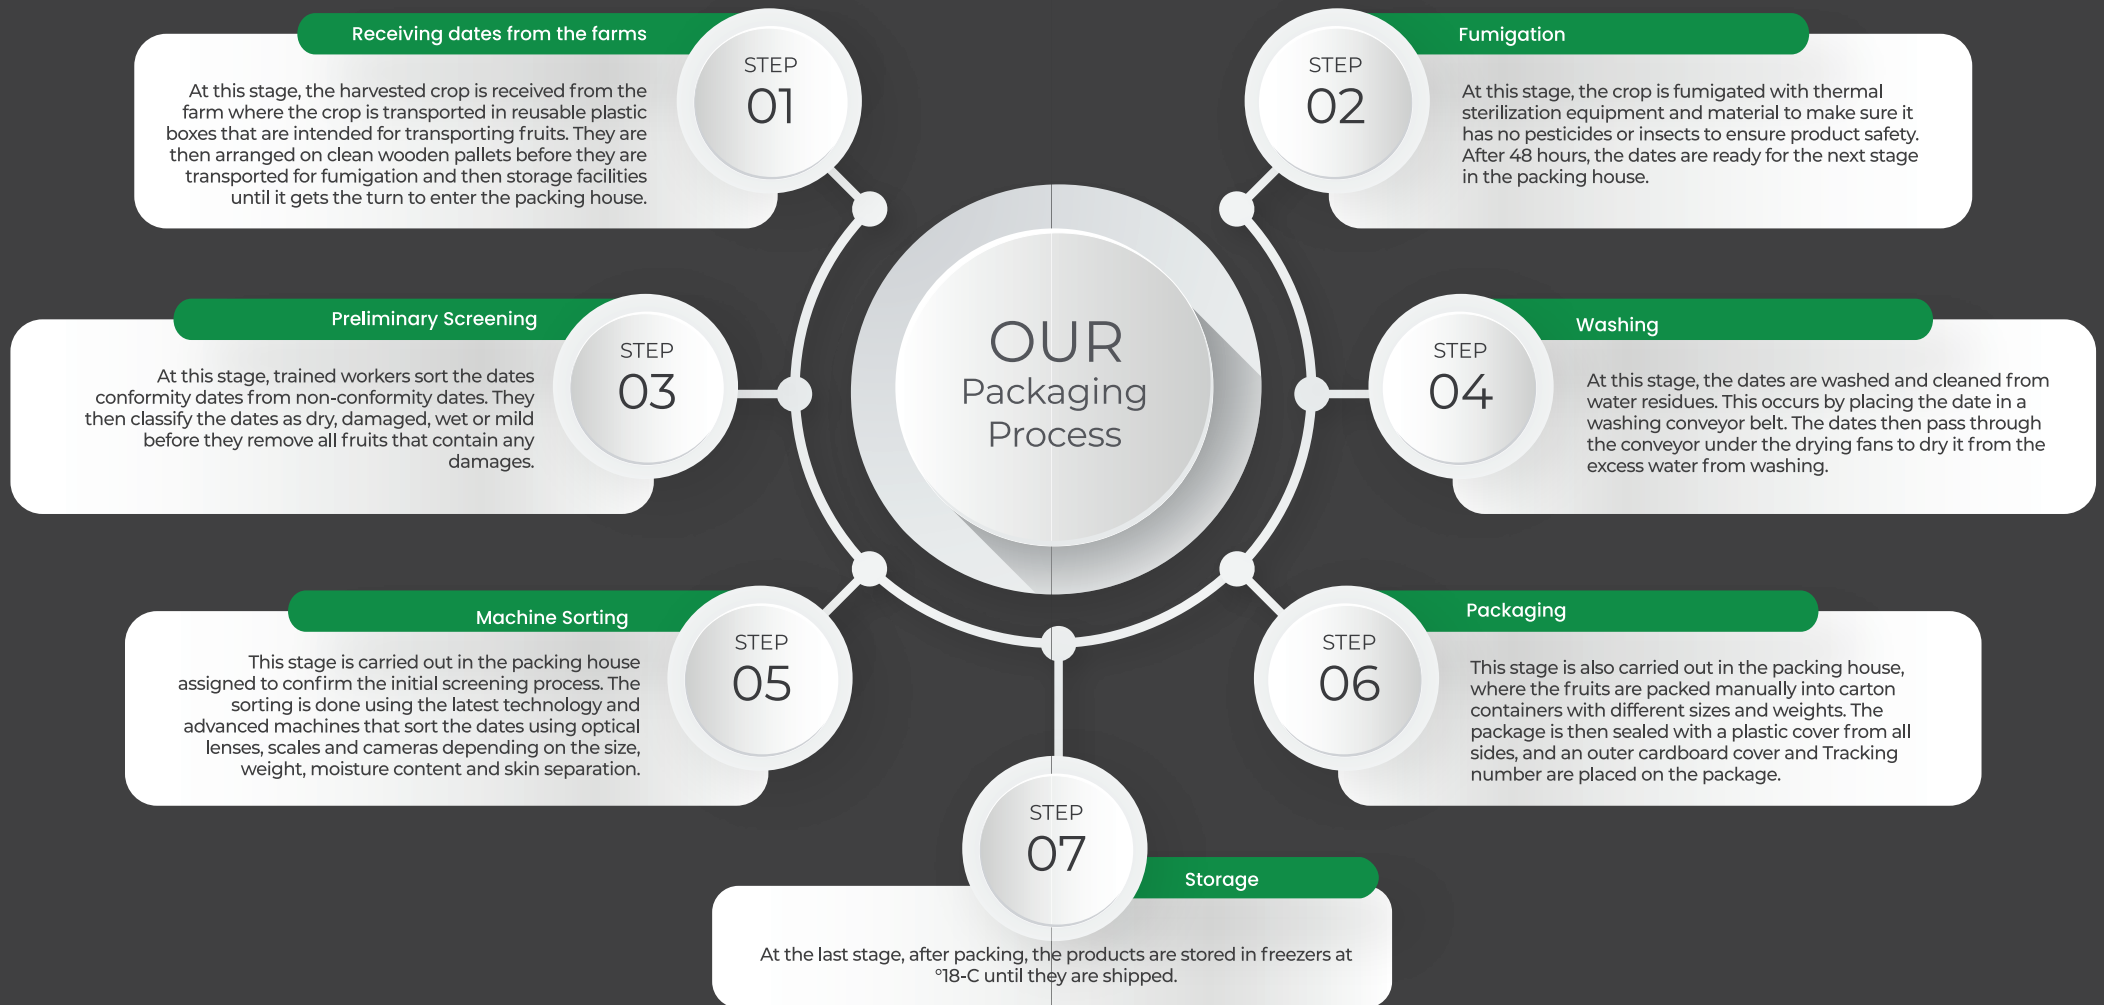 Receiving dates from the farms
STEP
01
At this stage, the harvested crop is received from the
farm where the crop is transported in reusable plastic
boxes that are intended for transporting fruits. They are
then arranged on clean wooden pallets before they are
transported for fumigation and then storage facilities
until it gets the turn to enter the packing house.
Fumigation
STEP
02
At this stage, the crop is fumigated with thermal
sterilization equipment and material to make sure it
has no pesticides or insects to ensure product safety.
After 48 hours, the dates are ready for the next stage
in the packing house.
OUR
Packaging
Process
Preliminary Screening
STEP
03
At this stage, trained workers sort the dates
conformity dates from non-conformity dates. They
then classify the dates as dry, damaged, wet or mild
before they remove all fruits that contain any
damages.
Washing
STEP
04
At this stage, the dates are washed and cleaned from
water residues. This occurs by placing the date in a
washing conveyor belt. The dates then pass through
the conveyor under the drying fans to dry it from the
excess water from washing.
Machine Sorting
STEP
05
This stage is carried out in the packing house
assigned to confirm the initial screening process. The
sorting is done using the latest technology and
advanced machines that sort the dates using optical
lenses, scales and cameras depending on the size,
weight, moisture content and skin separation.
Packaging
STEP
06
This stage is also carried out in the packing house,
where the fruits are packed manually into carton
containers with different sizes and weights. The
package is then sealed with a plastic cover from all
sides, and an outer cardboard cover and Tracking
number are placed on the package.
STEP
07
Storage
At the last stage, after packing, the products are stored in freezers at
°18-C until they are shipped.